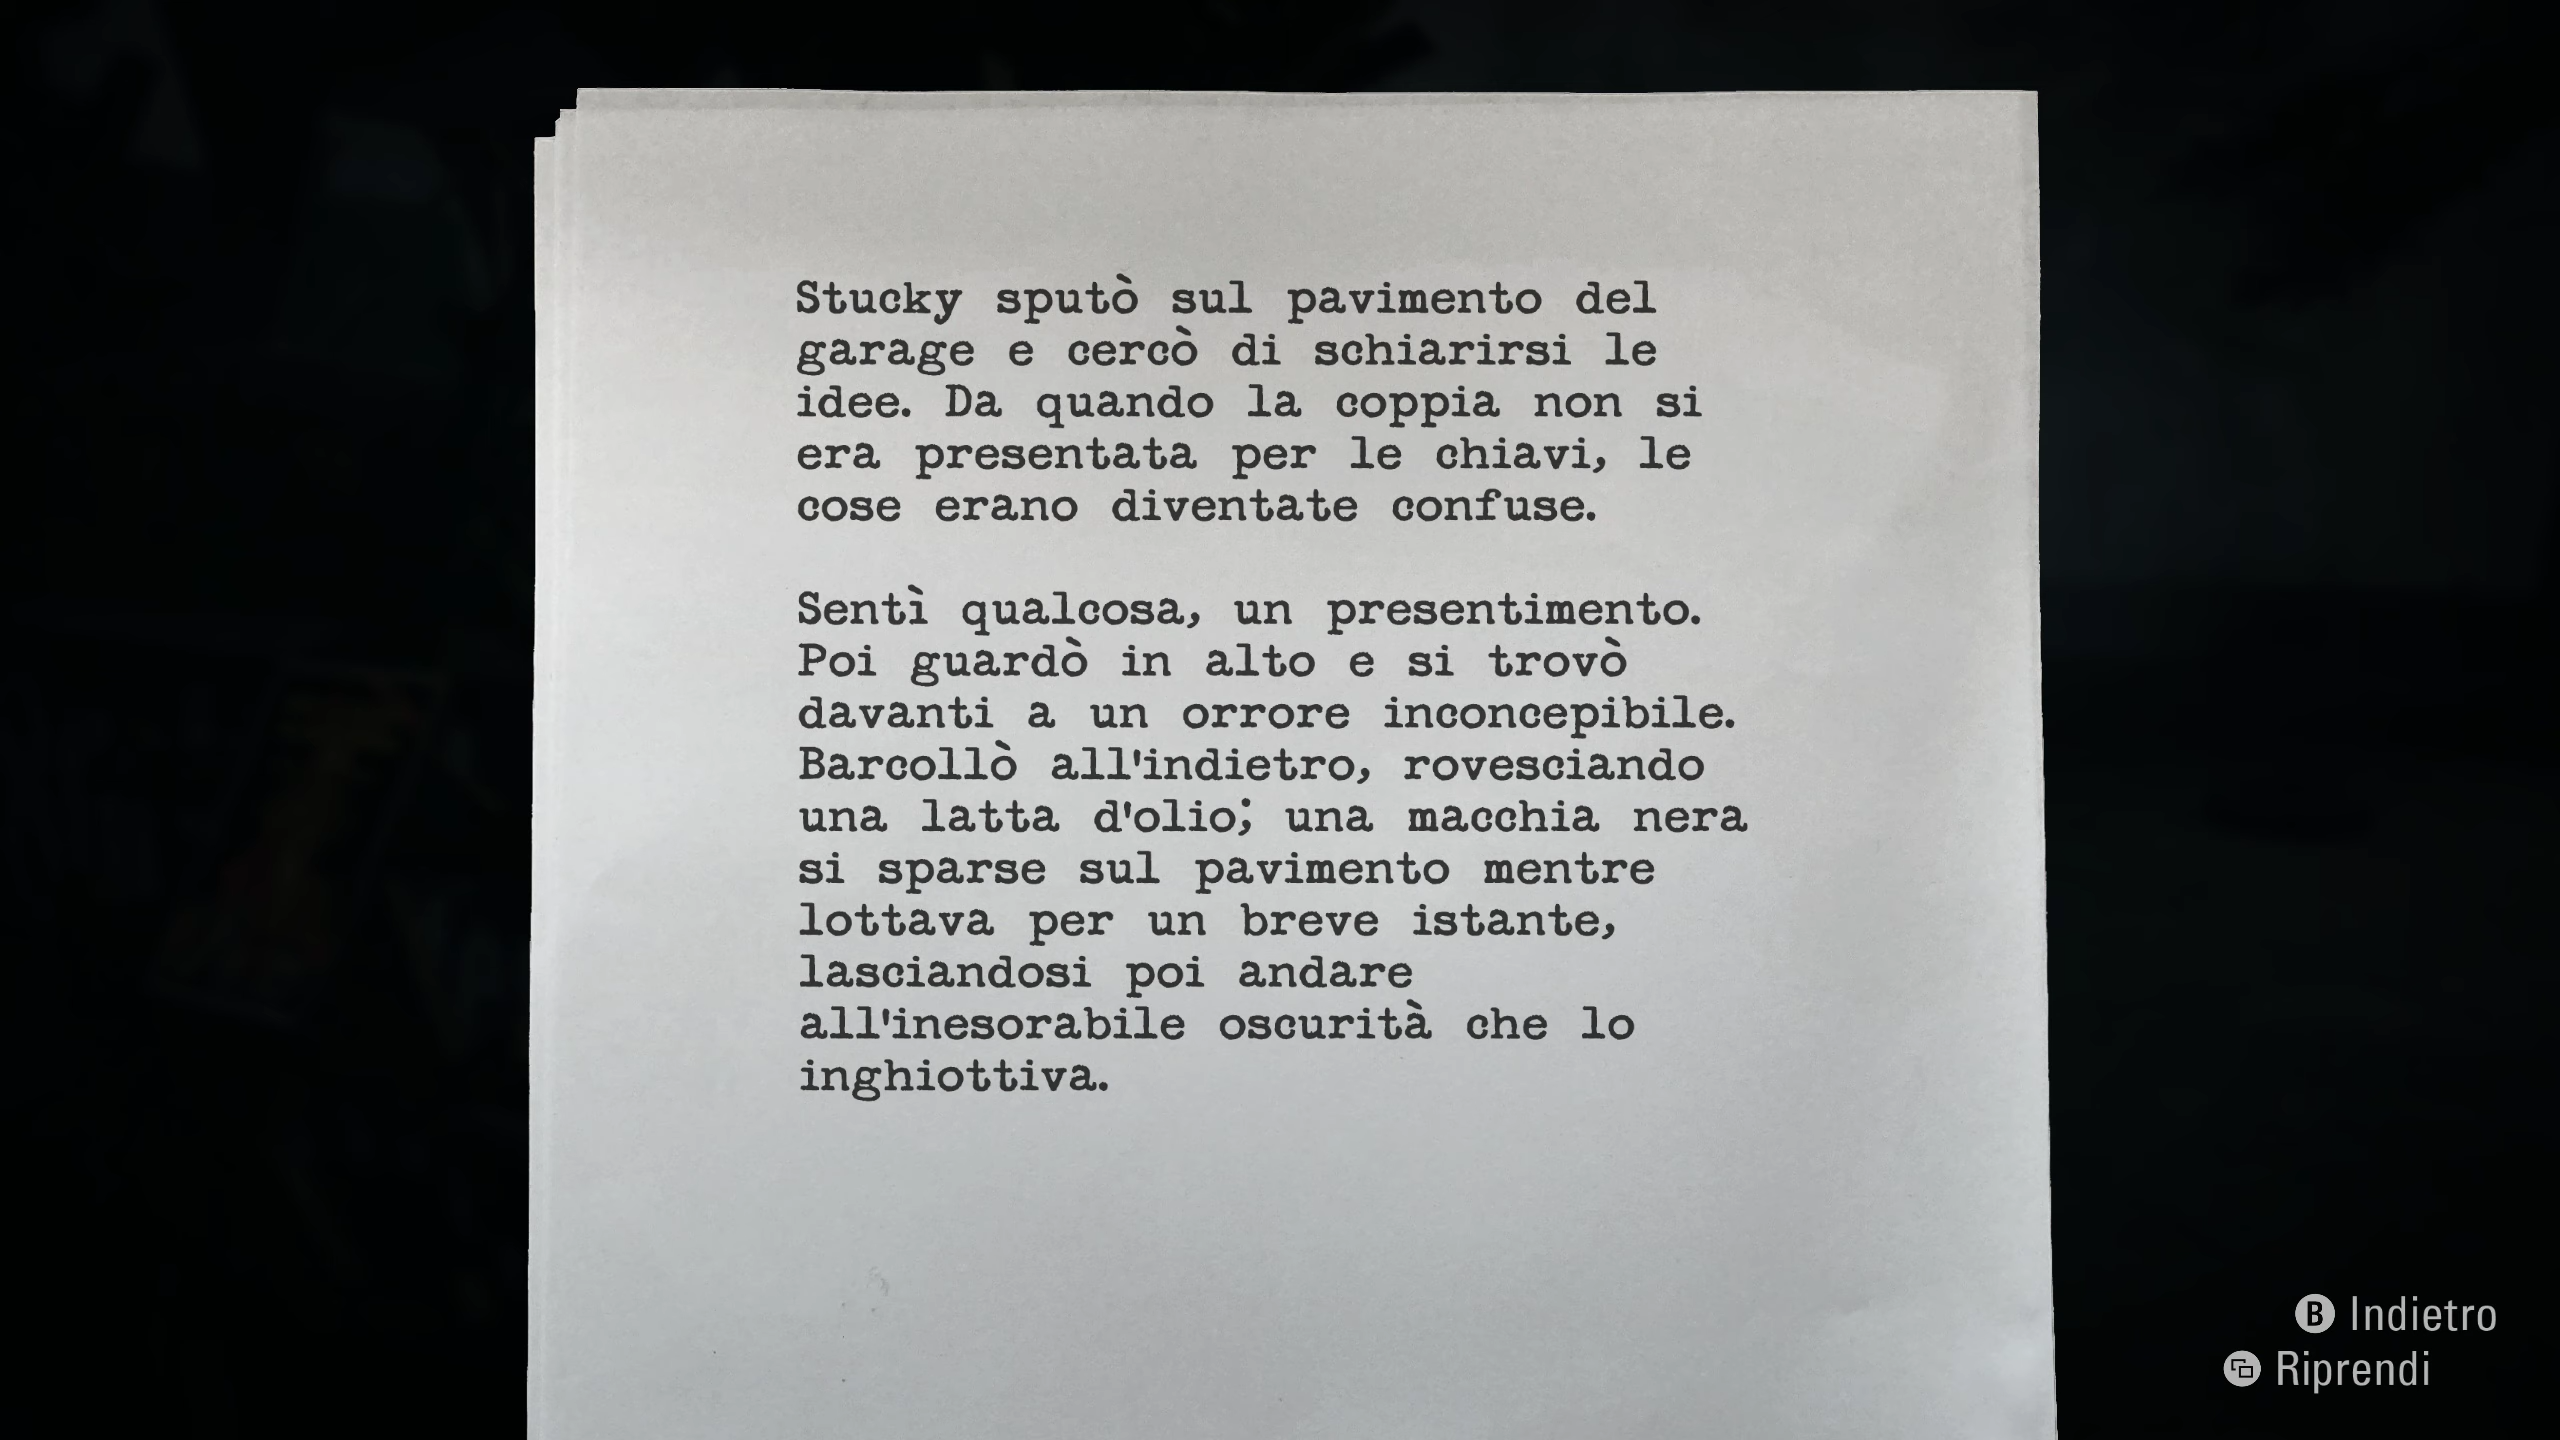 Stucky sputò sul pavimento del
garage e cercò di schiarirsi le
idee. Da quando la coppia non si
era presentata per le chiavi, le
cose erano diventate confuse.

Sentì qualcosa, un presentimento.
Poi guardò in alto e si trovò
davanti a un orrore inconcepibile.
Barcollò all'indietro, rovesciando
una latta d'olio; una macchia nera
si sparse sul pavimento mentre
lottava per un breve istante,
lasciandosi poi andare
all'inesorabile oscurità che lo
inghiottiva.
B Indietro
Riprendi